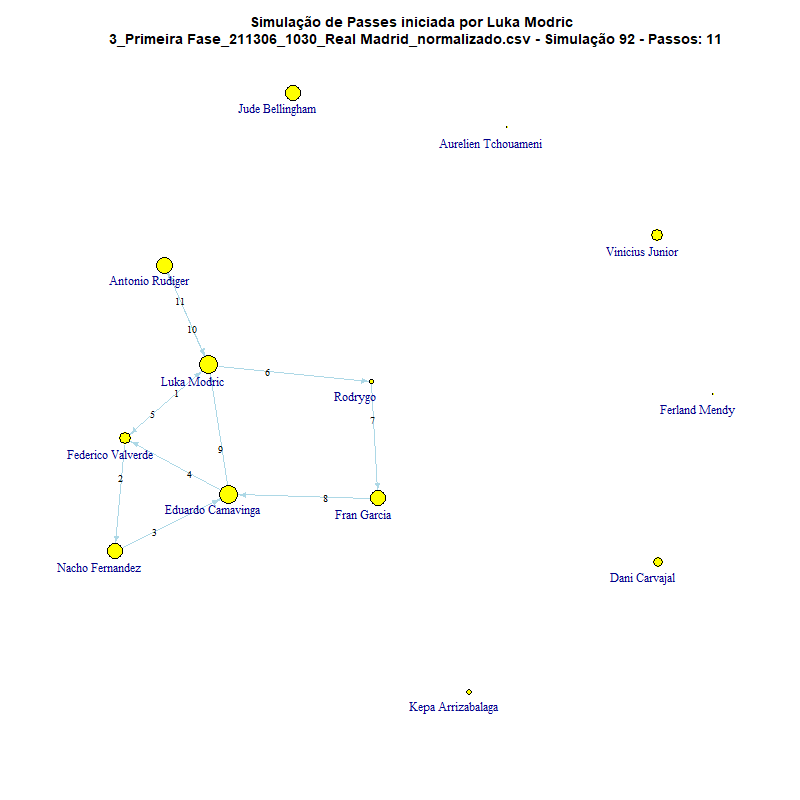 Simulação de Passes iniciada por Luka Modric
3_Primeira Fase_211306_1030_Real Madrid_normalizado.csv - Simulação 92 - Passos: 11
Jude Bellingham
Aurelien Tchouameni
Vinicius Junior
Antonio Rudiger
11
10
6
Luka Modric
1
Rodrygo
Ferland Mendy
5
7
9
Federico Valverde
4
2
8
Eduardo Camavinga
Fran Garcia
3
Nacho Fernandez
Dani Carvajal
Kepa Arrizabalaga